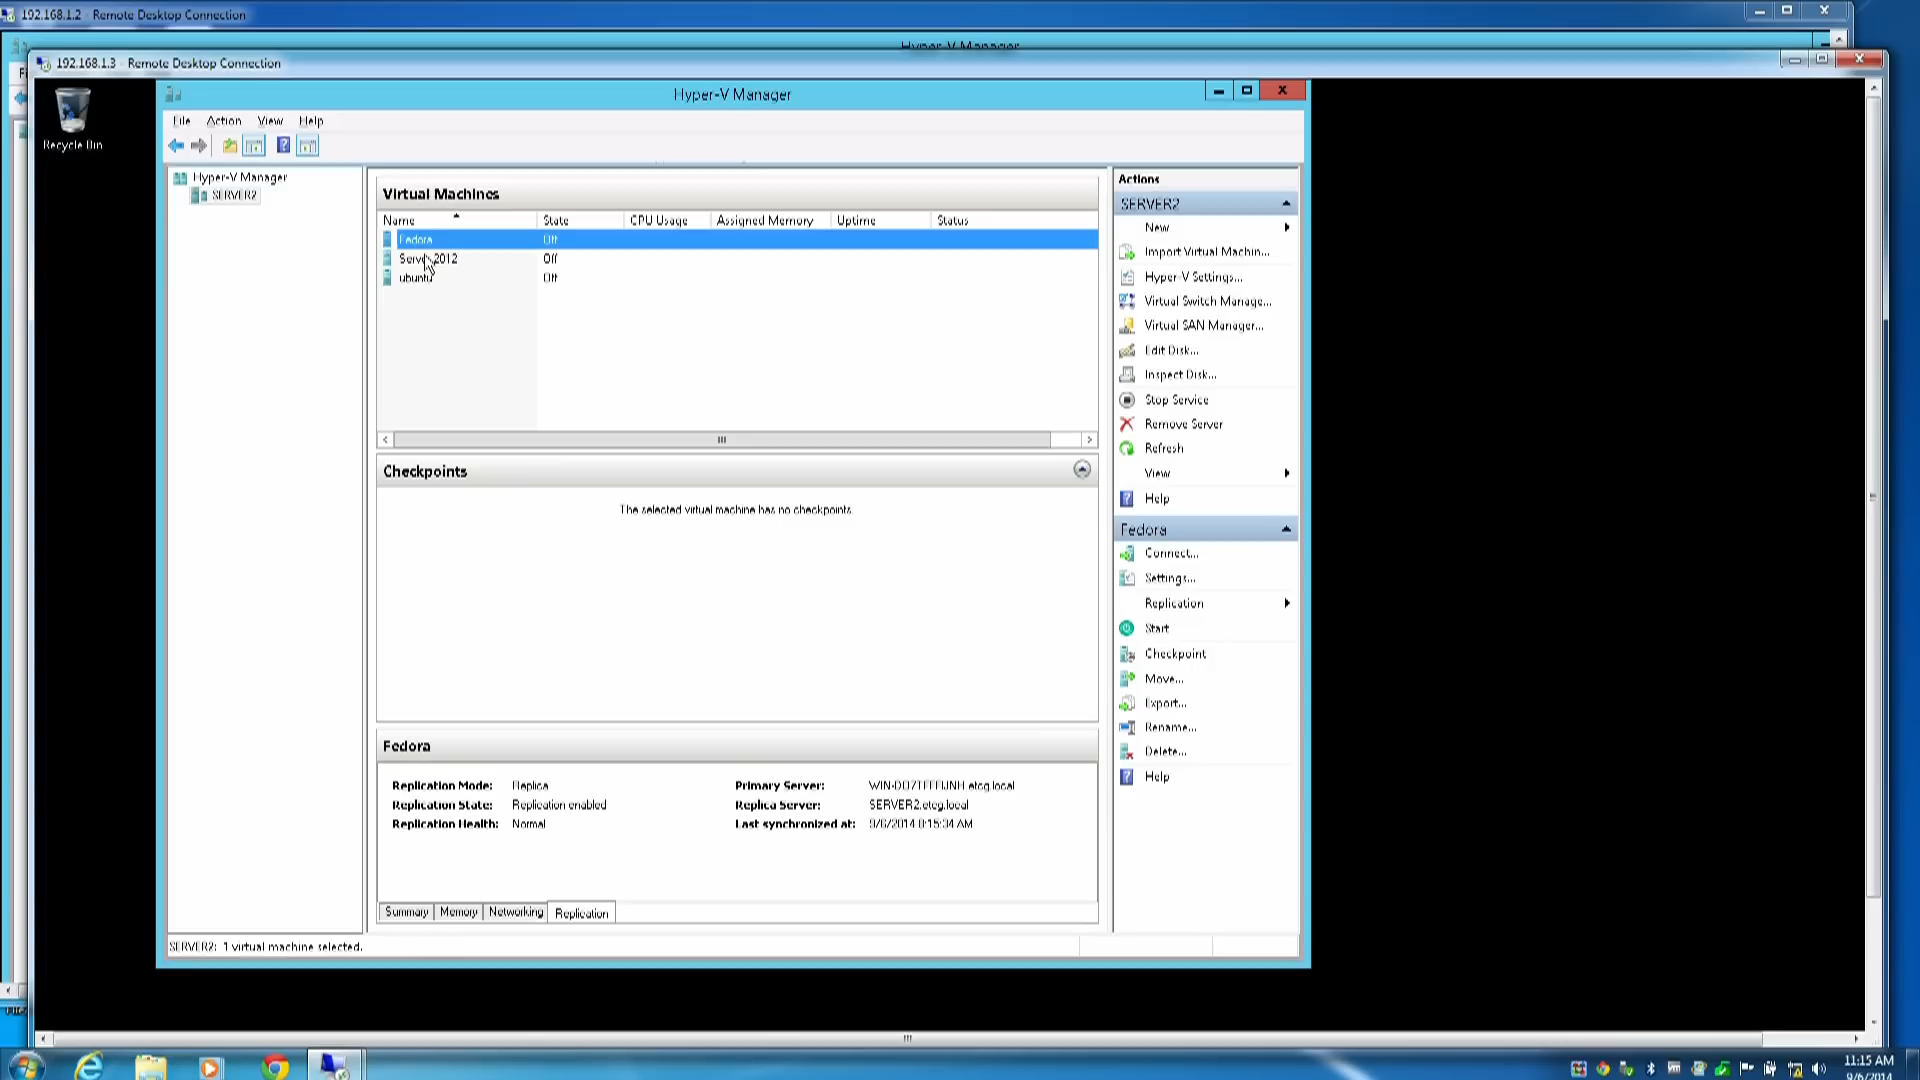 192.168.1.2 - Remote Desktop Connection
Hyper-V Manager
192.168.1.3 - Remote Desktop Connection
Hyper-V Manager
Recycle Bin
File Action View Help
Hyper-V Manager
SERVER2
Virtual Machines
Name State CPU Usage Assigned Memory Uptime Status
Fedora Off
Server2012 Off
ubuntu Off
Checkpoints
The selected virtual machine has no checkpoints.
Fedora
Replication Mode: Replica
Replication State: Replication enabled
Replication Health: Normal
Primary Server:
Replica Server: SERVER2.etcg.local
Last synchronized at: 9/6/2014 8:15:34 AM
Summary Memory Networking Replication
SERVER2: 1 virtual machine selected.
Actions
SERVER2
New
Import Virtual Machin...
Hyper-V Settings...
Virtual Switch Manage...
Virtual SAN Manager...
Edit Disk...
Inspect Disk...
Stop Service
Remove Server
Refresh
View
Help
Fedora
Connect...
Settings...
Replication
Start
Checkpoint
Move...
Export...
Rename...
Delete...
Help
11:15 AM
9/6/2014